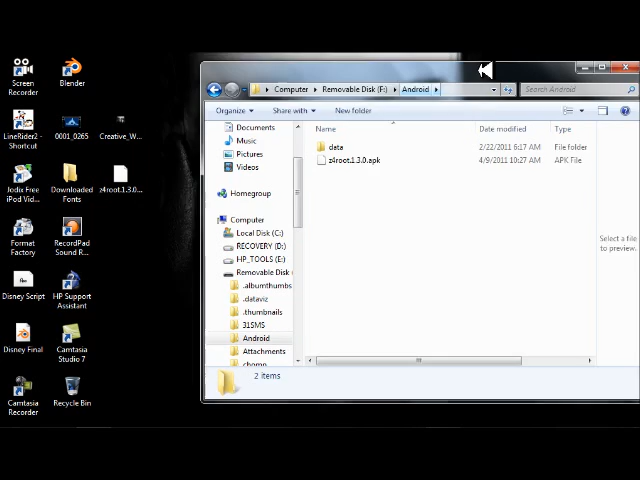 Screen
Recorder
Blender
LineRider2 -
Shortcut
0001_0265
Creative_W...
Jodix Free
iPod Vid...
Downloaded
Fonts
z4root.1.3.0...
Format
Factory
RecordPad
Sound R...
Disney Script
HP Support
Assistant
Disney Final
Camtasia
Studio 7
Camtasia
Recorder
Recycle Bin
Computer Removable Disk (F:) Android
Search Android
Organize Share with New folder
Documents
Music
Pictures
Videos
Homegroup
Computer
Local Disk (C:)
RECOVERY (D:)
HP_TOOLS (E:)
Removable Disk
.albumthumbs
.dataviz
.thumbnails
315MS
Android
Attachments
chomp
Name Date modified Type
data 2/22/2011 6:17 AM File folder
z4root.1.3.0.apk 4/9/2011 10:27 AM APK File
Select a file
to preview.
2 items